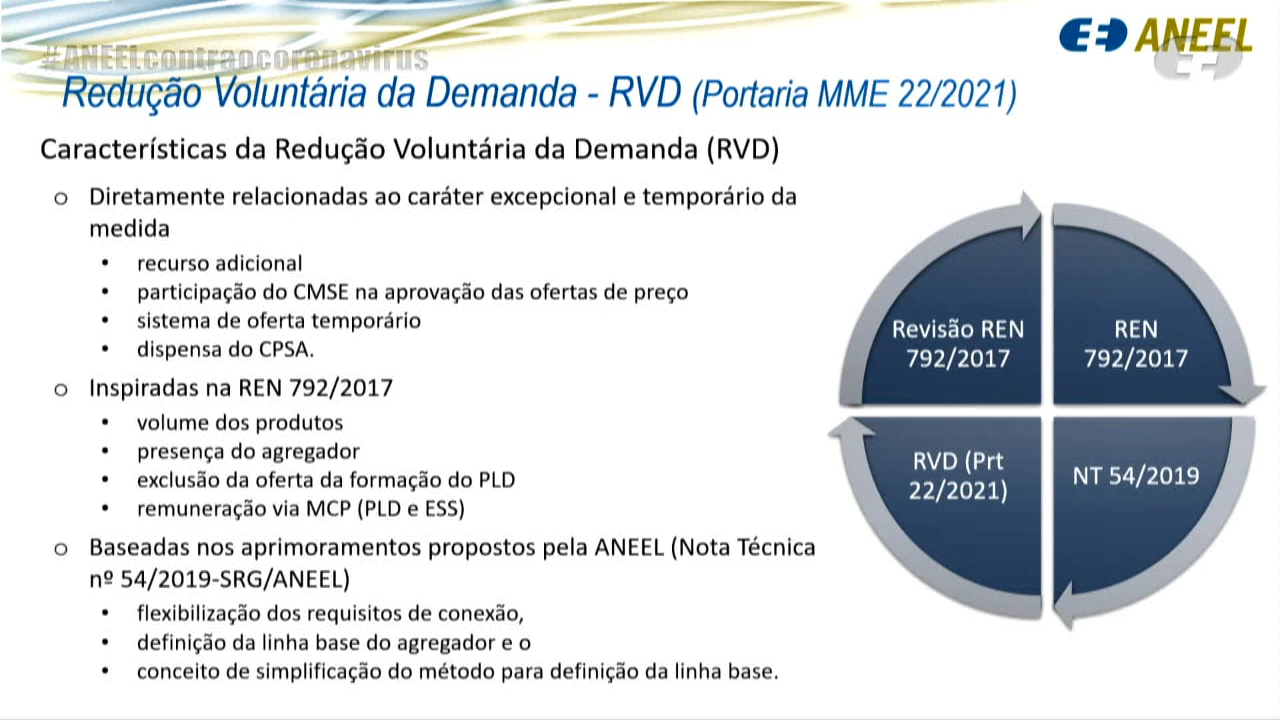 #ANEELcontraocoronavirus
ANEEL
Redução Voluntária da Demanda - RVD (Portaria MME 22/2021)
Características da Redução Voluntária da Demanda (RVD)
o Diretamente relacionadas ao caráter excepcional e temporário da
medida
• recurso adicional
• participação do CMSE na aprovação das ofertas de preço
• sistema de oferta temporário
• dispensa do CPSA.
o Inspiradas na REN 792/2017
• volume dos produtos
• presença do agregador
• exclusão da oferta da formação do PLD
• remuneração via MCP (PLD e ESS)
o Baseadas nos aprimoramentos propostos pela ANEEL (Nota Técnica
nº 54/2019-SRG/ANEEL)
• flexibilização dos requisitos de conexão,
• definição da linha base do agregador e o
• conceito de simplificação do método para definição da linha base.
Revisão REN
792/2017
REN
792/2017
RVD (Prt
22/2021)
NT 54/2019